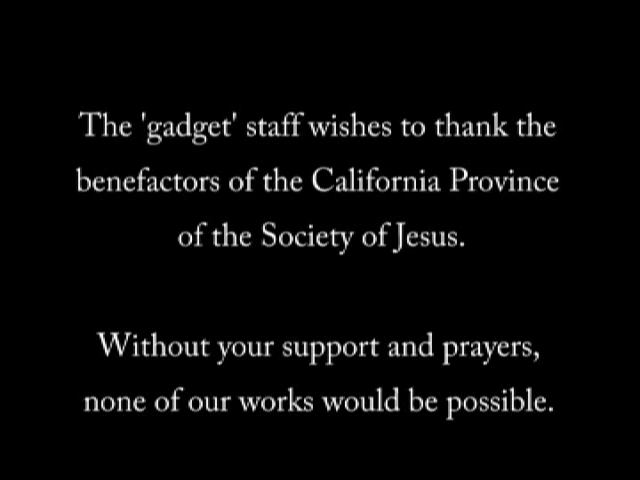 The 'gadget' staff wishes to thank the
benefactors of the California Province
of the Society of Jesus.
Without your support and prayers,
none of our works would be possible.